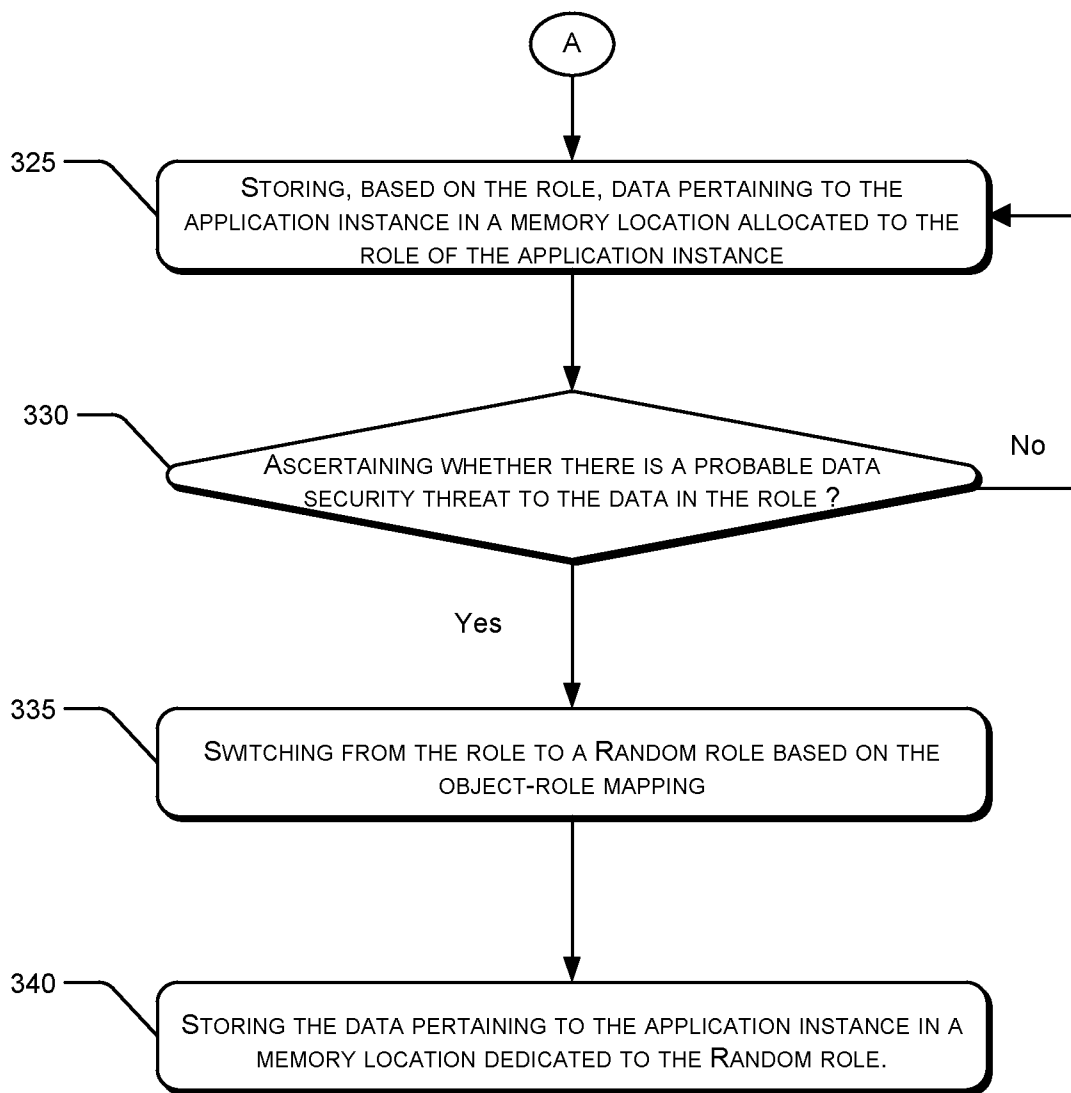 A
325
STORING, BASED ON THE ROLE, DATA PERTAINING TO THE
APPLICATION INSTANCE IN A MEMORY LOCATION ALLOCATED TO THE
ROLE OF THE APPLICATION INSTANCE
330
ASCERTAINING WHETHER THERE IS A PROBABLE DATA
SECURITY THREAT TO THE DATA IN THE ROLE ?
No
Yes
335
SWITCHING FROM THE ROLE TO A RANDOM ROLE BASED ON THE
OBJECT-ROLE MAPPING
340
STORING THE DATA PERTAINING TO THE APPLICATION INSTANCE IN A
MEMORY LOCATION DEDICATED TO THE RANDOM ROLE.